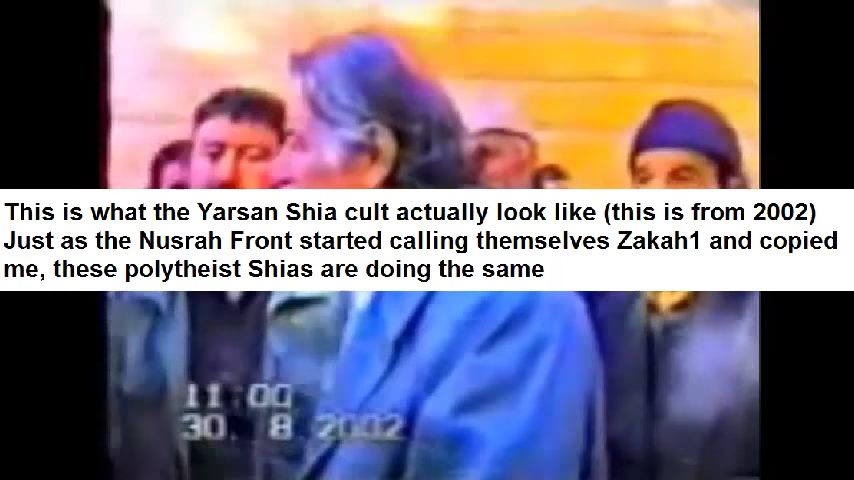 This is what the Yarsan Shia cult actually look like (this is from 2002)
Just as the Nusrah Front started calling themselves Zakah1 and copied
me, these polytheist Shias are doing the same
11:00
30. 8.2002